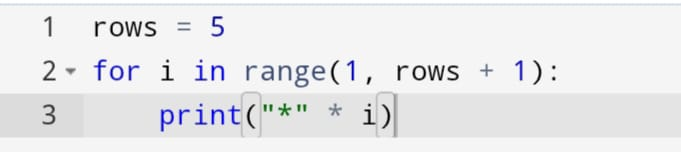 1 rows = 5
2 for i in range(1, rows + 1):
3     print("*" * i)